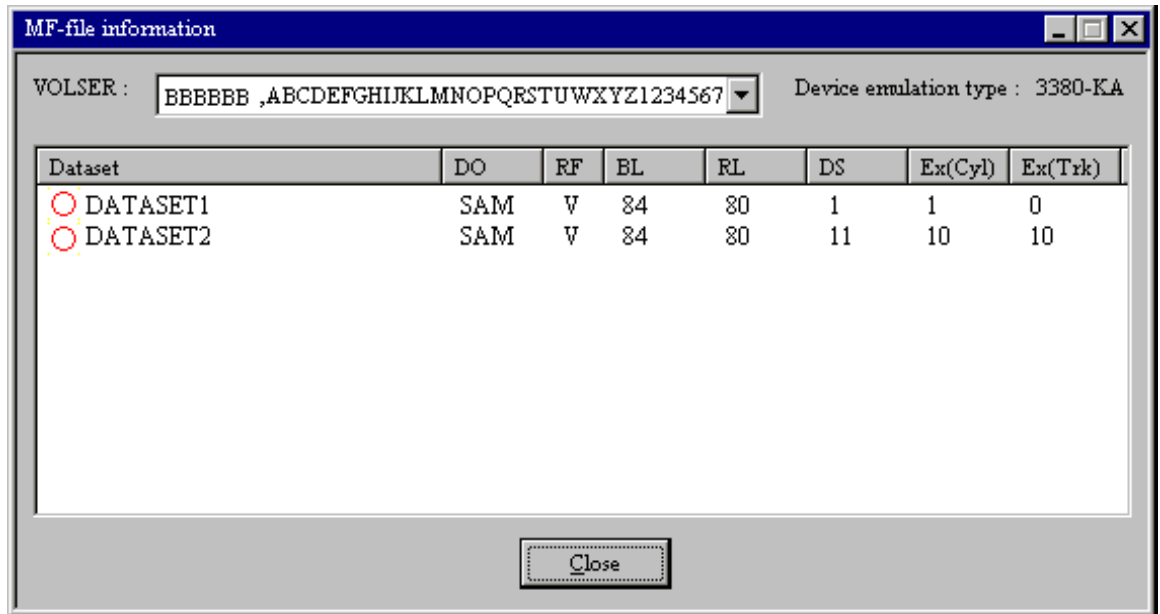 MF-file information
VOLSER : BBBBBB ,ABCDEFGHIJKLMNOPQRSTUWXYZ1234567 Device emulation type : 3380-KA
Dataset DO RF BL RL DS Ex(Cyl) Ex(Trk)
DATASET1 SAM V 84 80 1 1 0
DATASET2 SAM V 84 80 11 10 10
Close